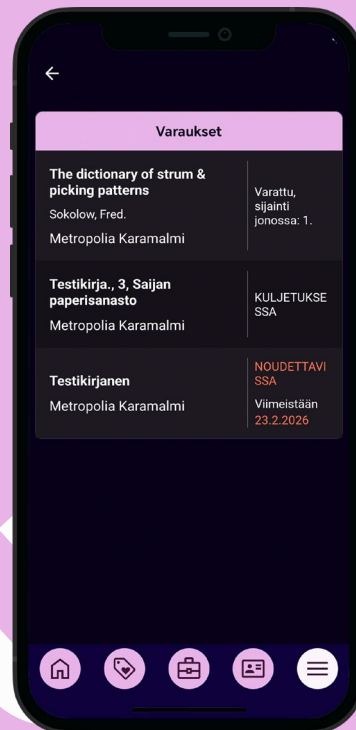 Varaukset
The dictionary of strum &
picking patterns
Sokolow, Fred.
Metropolia Karamalmi
Varattu,
sijainti
jonossa: 1.
Testikirja., 3, Saijan
paperisanasto
Metropolia Karamalmi
KULJETUKSE
SSA
Testikirjanen
Metropolia Karamalmi
NOUDETTAVI
SSA
Viimeistään
23.2.2026